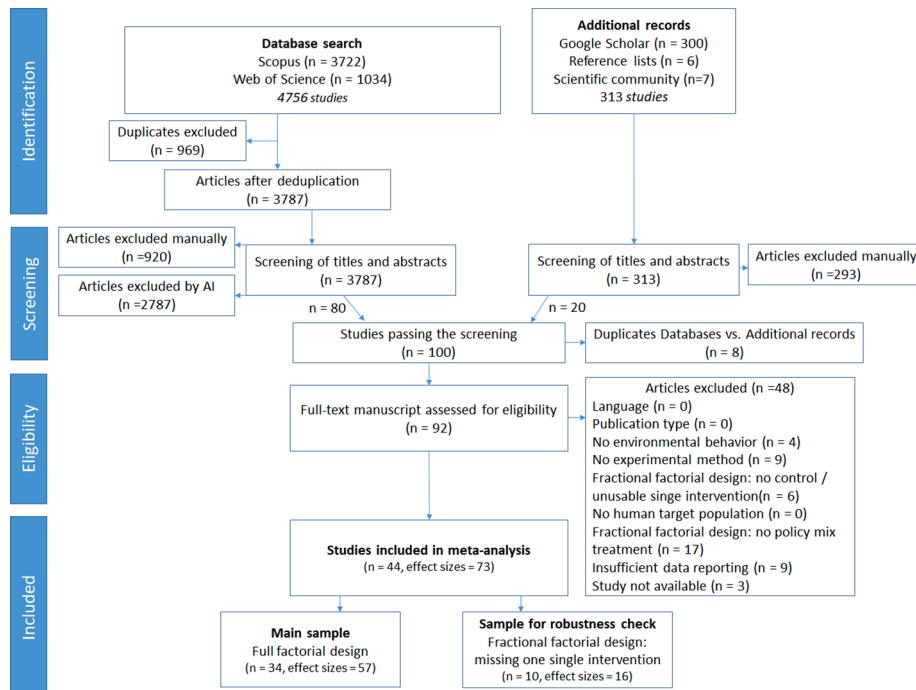 Identification
Database search
Scopus (n = 3722)
Web of Science (n = 1034)
4756 studies
Additional records
Google Scholar (n = 300)
Reference lists (n = 6)
Scientific community (n=7)
313 studies
Duplicates excluded
(n = 969)
Articles after deduplication
(n = 3787)
Screening
Articles excluded manually
(n =920)
Articles excluded by AI
(n =2787)
Screening of titles and abstracts
(n = 3787)
Screening of titles and abstracts
(n = 313)
Articles excluded manually
(n =293)
n = 80
n = 20
Studies passing the screening
(n = 100)
Duplicates Databases vs. Additional records
(n = 8)
Eligibility
Full-text manuscript assessed for eligibility
(n = 92)
Articles excluded (n =48)
Language (n = 0)
Publication type (n = 0)
No environmental behavior (n = 4)
No experimental method (n = 9)
Fractional factorial design: no control /
unusable singe intervention(n = 6)
No human target population (n = 0)
Fractional factorial design: no policy mix
treatment (n = 17)
Insufficient data reporting (n = 9)
Study not available (n = 3)
Included
Studies included in meta-analysis
(n = 44, effect sizes = 73)
Main sample
Full factorial design
(n = 34, effect sizes = 57)
Sample for robustness check
Fractional factorial design:
missing one single intervention
(n = 10, effect sizes = 16)